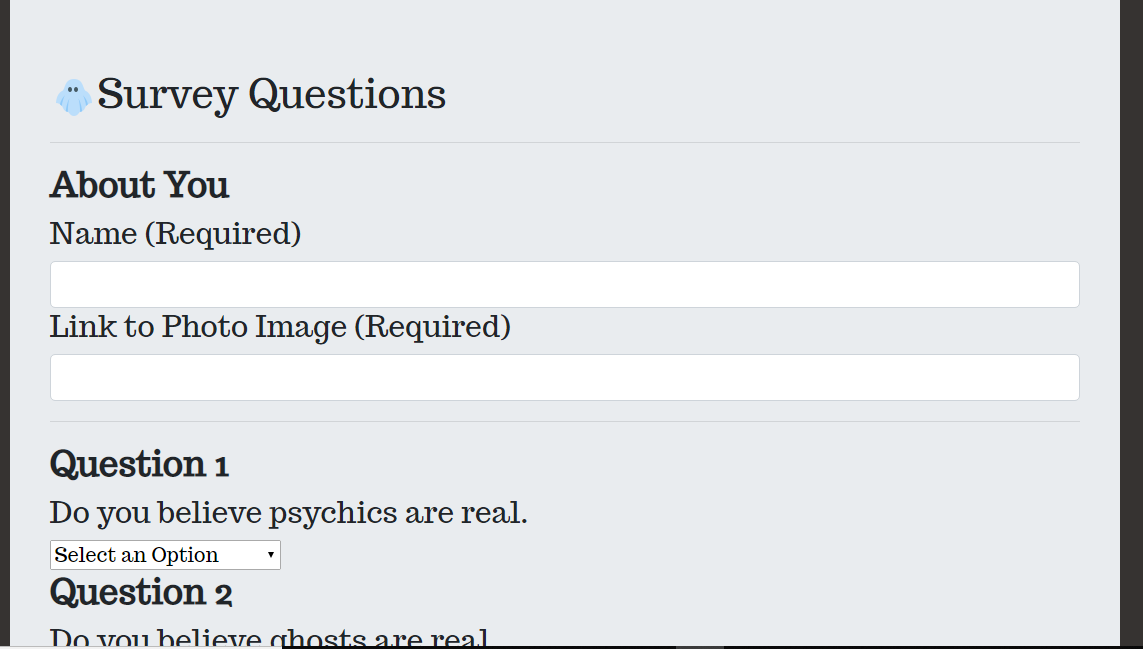 Survey Questions
About You
Name (Required)
Link to Photo Image (Required)
Question 1
Do you believe psychics are real.
Select an Option
Question 2
Do you believe ghosts are real